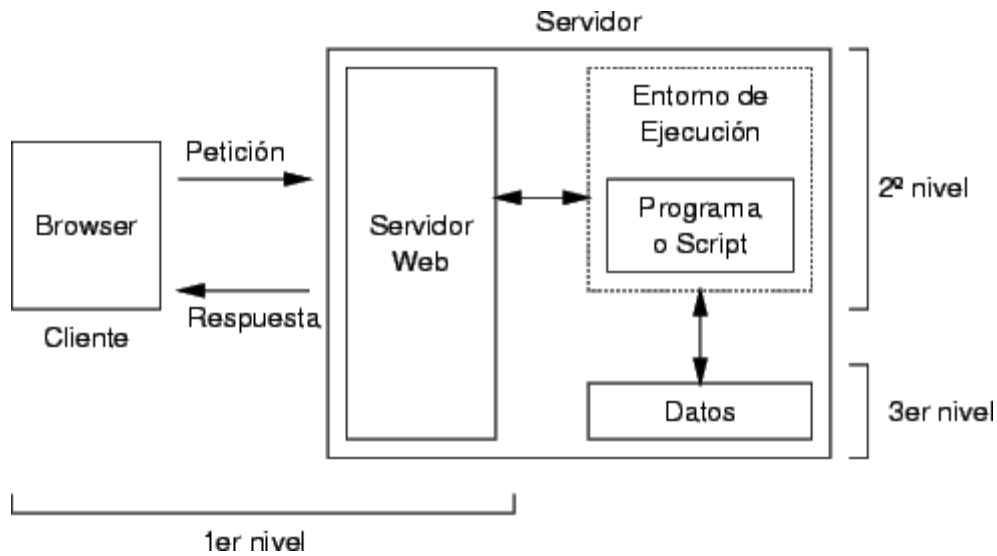 Servidor
Entorno de
Ejecución
Petición
2º nivel
Browser
Servidor
Web
Programa
o Script
Respuesta
Cliente
Datos
3er nivel
1er nivel